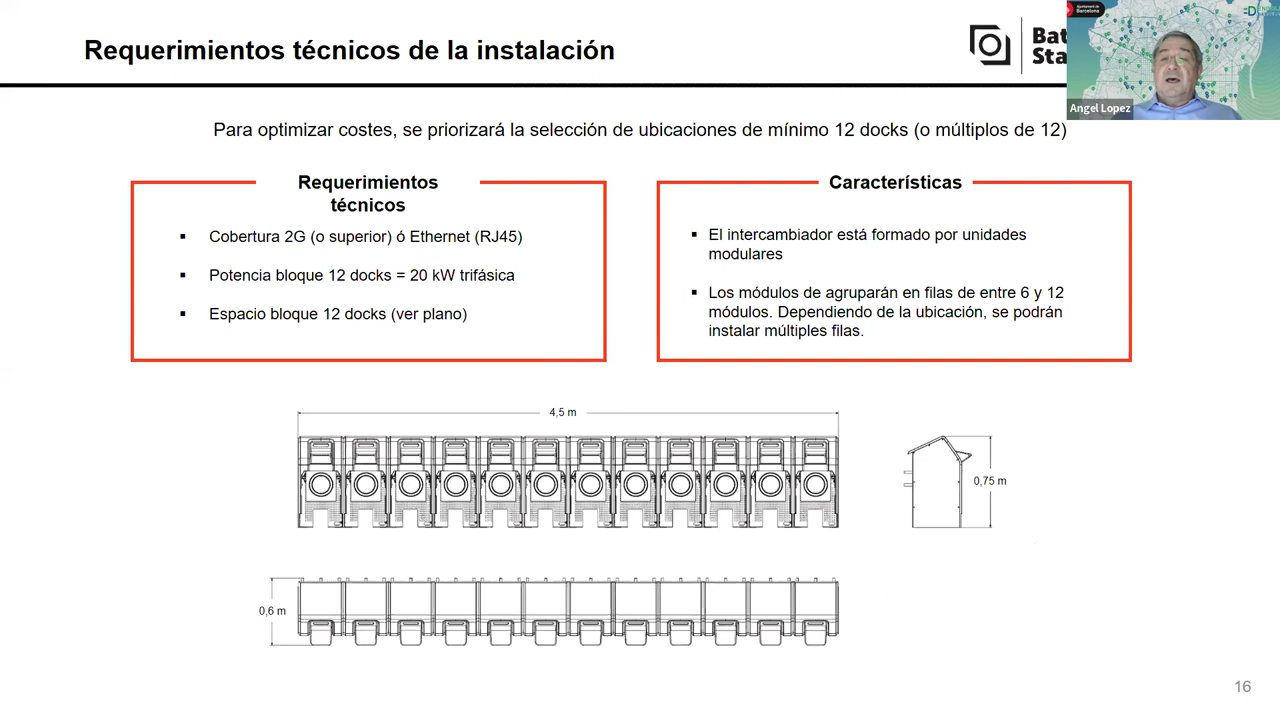 Requerimientos técnicos de la instalación
Bat
Sta
Ajuntament de
Barcelona
Angel Lopez
Para optimizar costes, se priorizará la selección de ubicaciones de mínimo 12 docks (o múltiplos de 12)
Requerimientos
técnicos
▪ Cobertura 2G (o superior) ó Ethernet (RJ45)
▪ Potencia bloque 12 docks = 20 kW trifásica
▪ Espacio bloque 12 docks (ver plano)
Características
▪ El intercambiador está formado por unidades
modulares
▪ Los módulos de agruparán en filas de entre 6 y 12
módulos. Dependiendo de la ubicación, se podrán
instalar múltiples filas.
4,5 m
0,75 m
0,6 m
16